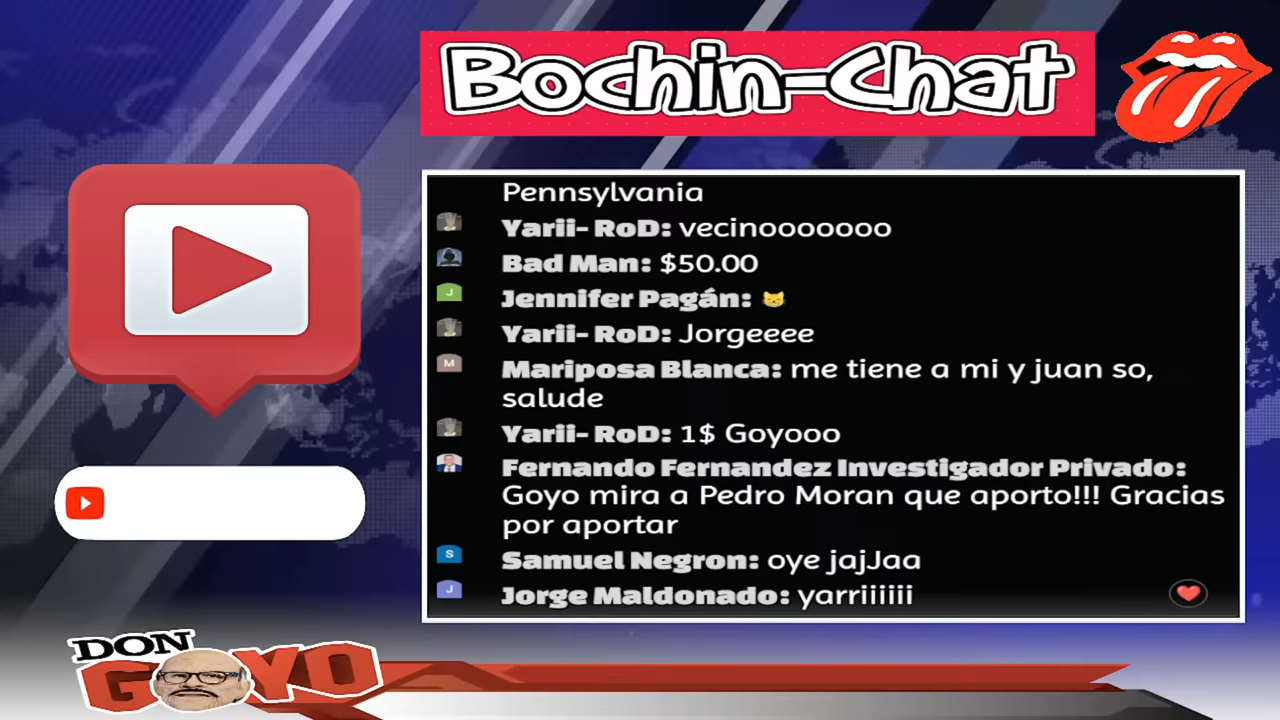 Bochin-Chat
Pennsylvania
Yarii- RoD: vecinooooooo
Bad Man: $50.00
J
Jennifer Pagán: 😺
Yarii- RoD: Jorgeeee
M
Mariposa Blanca: me tiene a mi y juan so,
salude
Yarii- RoD: 1$ Goyooo
Fernando Fernandez Investigador Privado:
Goyo mira a Pedro Moran que aporto!!! Gracias
por aportar
S
Samuel Negron: oye jajJaa
J
Jorge Maldonado: yarriiiiii
DON
GOYO